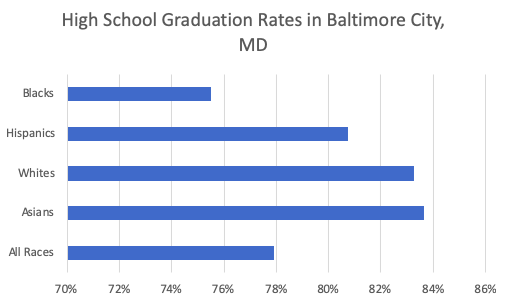 High School Graduation Rates in Baltimore City,
MD
Blacks
Hispanics
Whites
Asians
All Races
70% 72% 74% 76% 78% 80% 82% 84% 86%